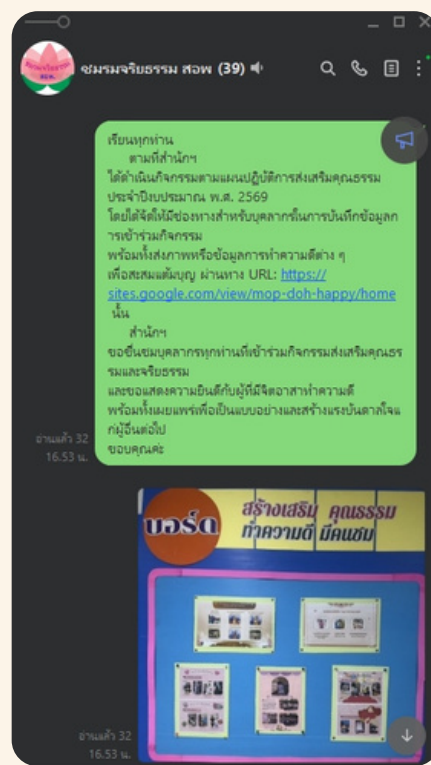 ชมรมจริยธรรม สอพ (39)
เรียนทุกท่าน
ตามที่สำนักฯ
ได้ดำเนินกิจกรรมตามแผนปฏิบัติการส่งเสริมคุณธรรม
ประจำปีงบประมาณ พ.ศ. 2569
โดยได้จัดให้มีช่องทางสำหรับบุคลากรในการบันทึกข้อมูลก
ารเข้าร่วมกิจกรรม
พร้อมทั้งส่งภาพหรือข้อมูลการทำความดีต่าง ๆ
เพื่อสะสมแต้มบุญ ผ่านทาง URL: https://
sites.google.com/view/mop-doh-happy/home
นั้น
สำนักฯ
ขอชื่นชมบุคลากรทุกท่านที่เข้าร่วมกิจกรรมส่งเสริมคุณธร
รมและจริยธรรม
และขอแสดงความยินดีกับผู้ที่มีจิตอาสาทำความดี
พร้อมทั้งเผยแพร่เพื่อเป็นแบบอย่างและสร้างแรงบันดาลใจแ
ก่ผู้อื่นต่อไป
ขอบคุณค่ะ
อ่านแล้ว 32
16.53 น.
บอร์ด
สร้างเสริม คุณธรรม
ทำความดี มีคนชม
อ่านแล้ว 32
16.53 น.